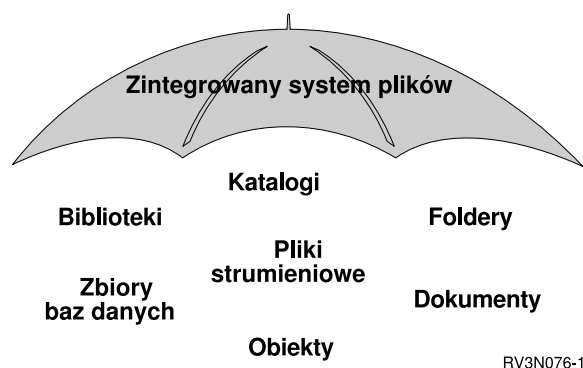 Zintegrowany system plików
Katalogi
Biblioteki
Foldery
Pliki
strumieniowe
Zbiory
baz danych
Dokumenty
Obiekty
RV3N076-1